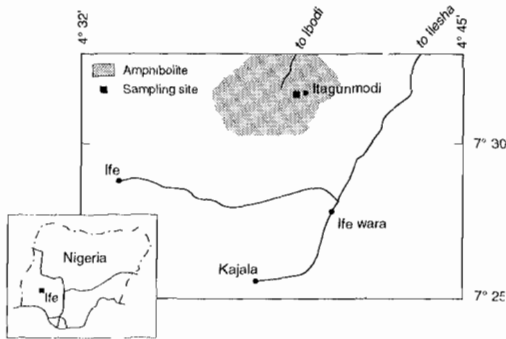 4° 32'
to Ibodi
to Ilesha
4° 45'
Ampnibolite
Sampling site
Itagunmodi
7° 30
Ife
Ife wara
Nigeria
Ife
Kajala
7° 25